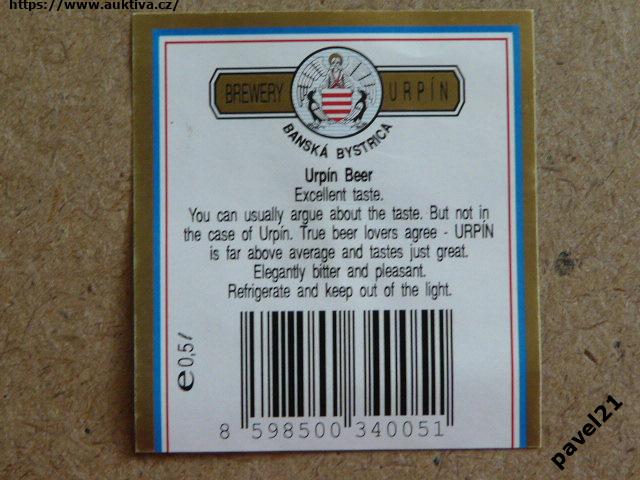 https://www.auktiva.cz/
BREWERY URPÍN
BANSKÁ BYSTRICA
Urpín Beer
Excellent taste.
You can usually argue about the taste. But not in
the case of Urpín. True beer lovers agree - URPÍN
is far above average and tastes just great.
Elegantly bitter and pleasant.
Refrigerate and keep out of the light.
e 0,5 l
8 598500 340051
pavel21